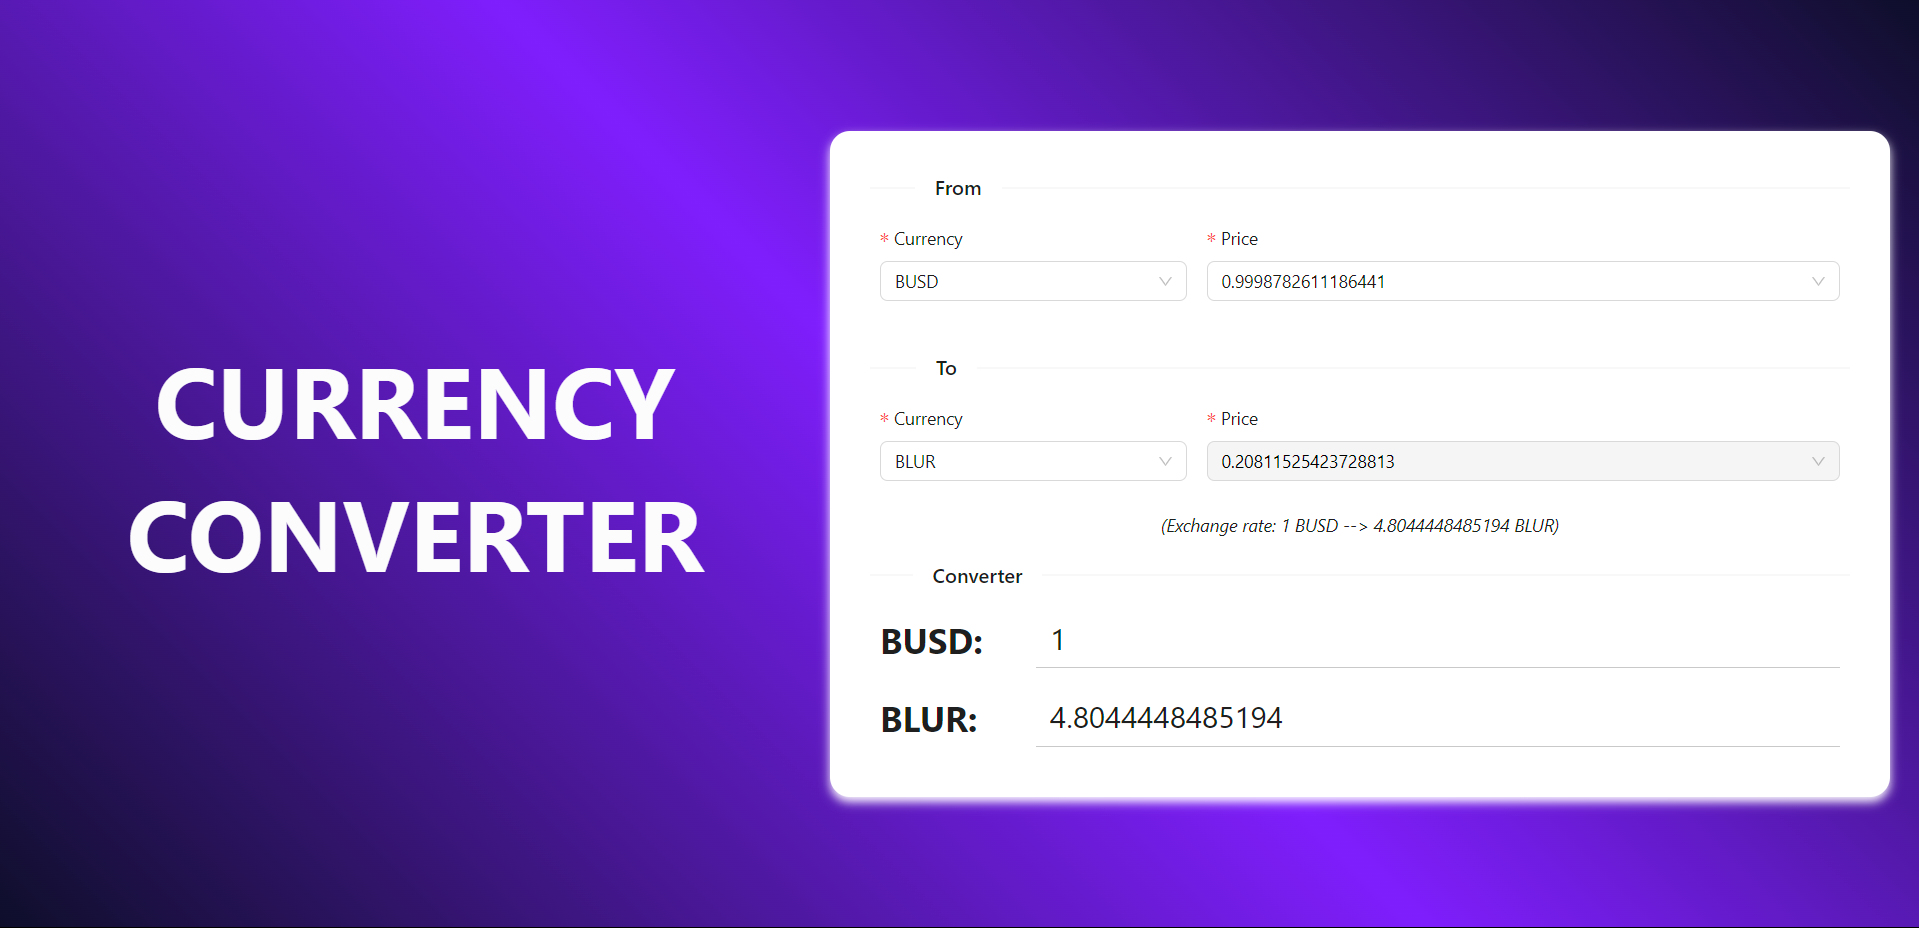 CURRENCY
CONVERTER
From
* Currency
* Price
BUSD
0.9998782611186441
To
* Currency
* Price
BLUR
0.20811525423728813
(Exchange rate: 1 BUSD --> 4.8044448485194 BLUR)
Converter
BUSD: 1
BLUR: 4.8044448485194